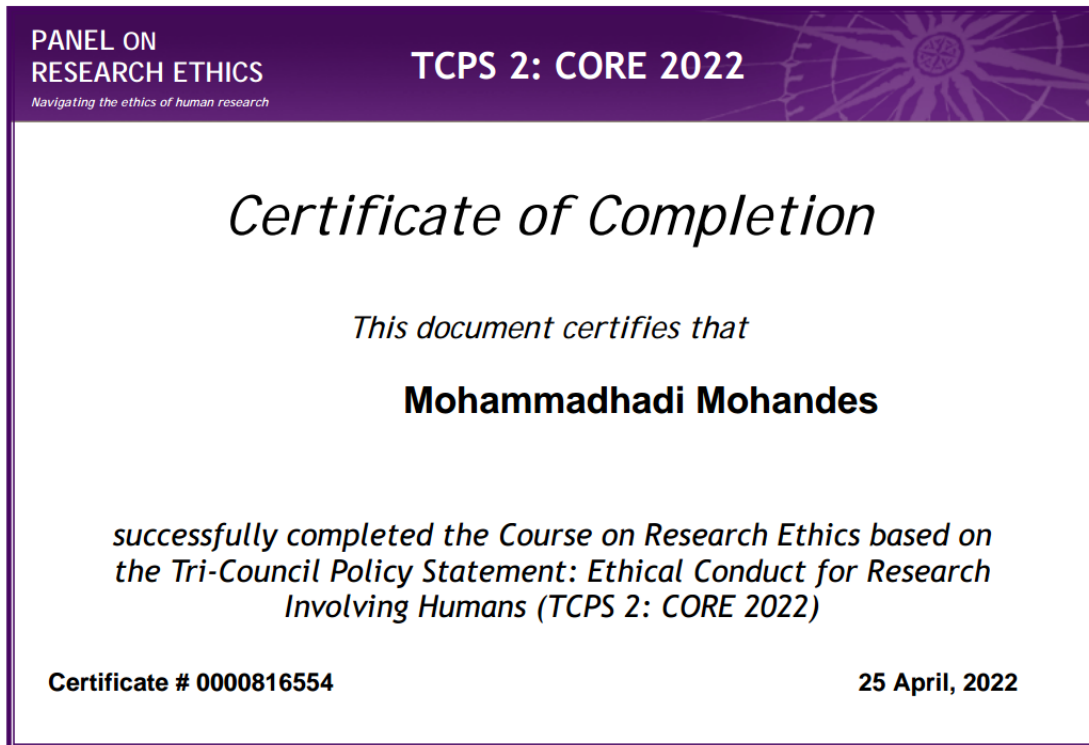 PANEL ON
RESEARCH ETHICS
Navigating the ethics of human research
TCPS 2: CORE 2022
Certificate of Completion
This document certifies that
Mohammadhadi Mohandes
successfully completed the Course on Research Ethics based on
the Tri-Council Policy Statement: Ethical Conduct for Research
Involving Humans (TCPS 2: CORE 2022)
Certificate # 0000816554
25 April, 2022